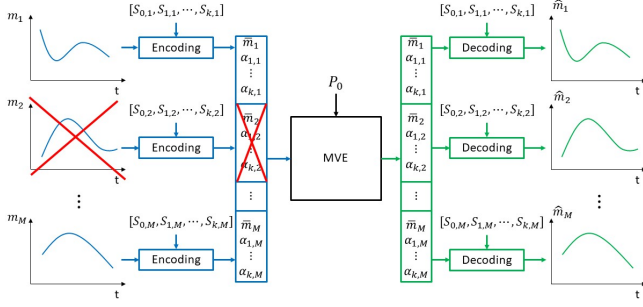 [S₀,₁, S₁,₁, ⋯, S_k,₁]
m₁
Encoding
t
m̅₁
α₁,₁
⋮
α_k,₁
[S₀,₂, S₁,₂, ⋯, S_k,₂]
m₂
Encoding
t
m̅₂
α₁,₂
⋮
α_k,₂
⋮
⋮
[S₀,M, S₁,M, ⋯, S_k,M]
m_M
Encoding
t
m̅_M
α₁,M
⋮
α_k,M
P₀
MVE
m̅₁
α₁,₁
⋮
α_k,₁
[S₀,₁, S₁,₁, ⋯, S_k,₁]
Decoding
m̂₁
t
m̅₂
α₁,₂
⋮
α_k,₂
[S₀,₂, S₁,₂, ⋯, S_k,₂]
Decoding
m̂₂
t
⋮
⋮
m̅_M
α₁,M
⋮
α_k,M
[S₀,M, S₁,M, ⋯, S_k,M]
Decoding
m̂_M
t